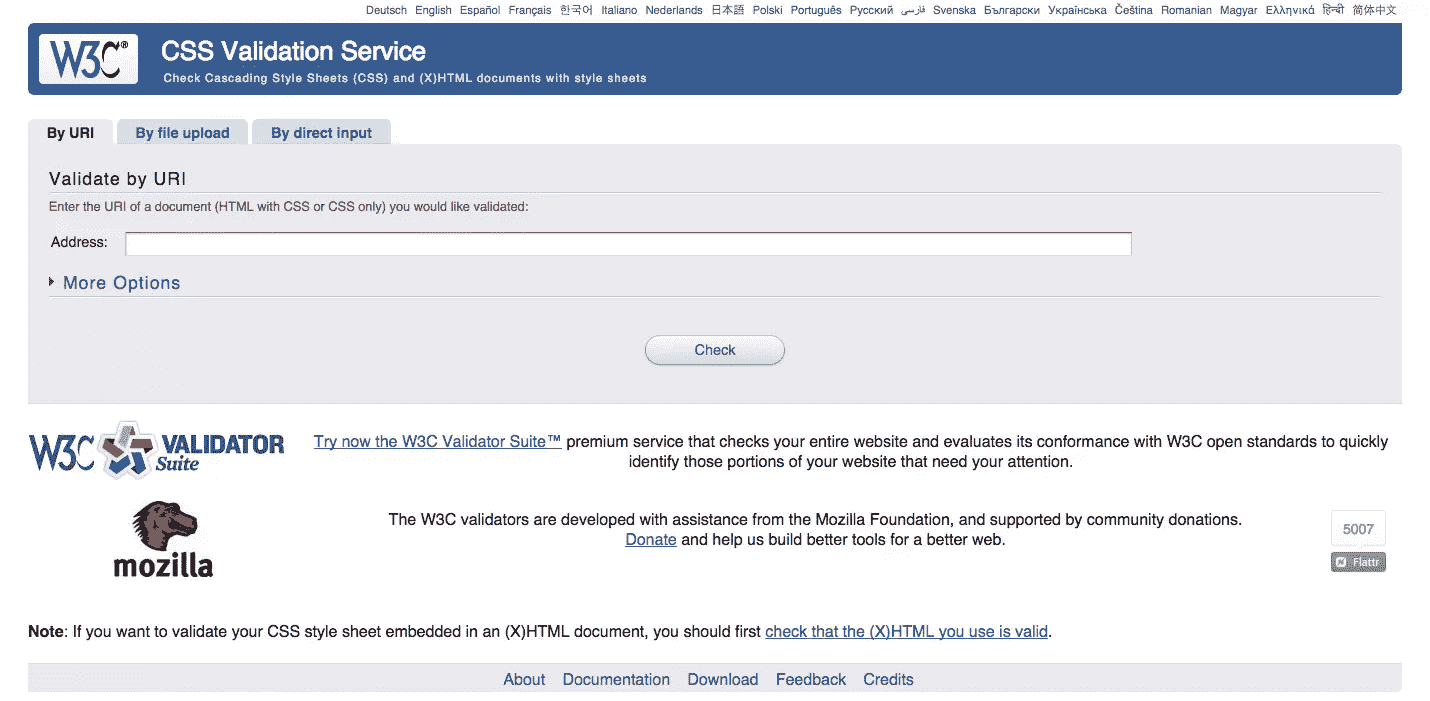 Deutsch English Español Français 한국어 Italiano Nederlands 日本語 Polski Português Русский فارسی Svenska Български Українська Čeština Romanian Magyar Ελληνικά हिन्दी 简体中文
W3C® CSS Validation Service
Check Cascading Style Sheets (CSS) and (X)HTML documents with style sheets
By URI By file upload By direct input
Validate by URI
Enter the URI of a document (HTML with CSS or CSS only) you would like validated:
Address:
More Options
Check
W3C VALIDATOR Suite
Try now the W3C Validator Suite™ premium service that checks your entire website and evaluates its conformance with W3C open standards to quickly
identify those portions of your website that need your attention.
mozilla
The W3C validators are developed with assistance from the Mozilla Foundation, and supported by community donations.
Donate and help us build better tools for a better web.
5007
Flattr
Note: If you want to validate your CSS style sheet embedded in an (X)HTML document, you should first check that the (X)HTML you use is valid.
About Documentation Download Feedback Credits